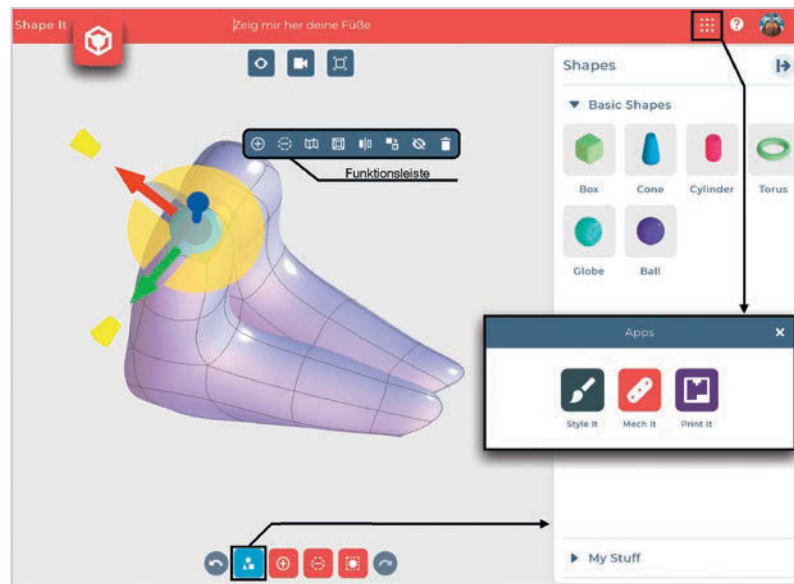 Shape It
Zeig mir her deine Füße
Shapes
Basic Shapes
Funktionsleiste
Box
Cone
Cylinder
Torus
Globe
Ball
Apps
Style It
Mech It
Print It
My Stuff